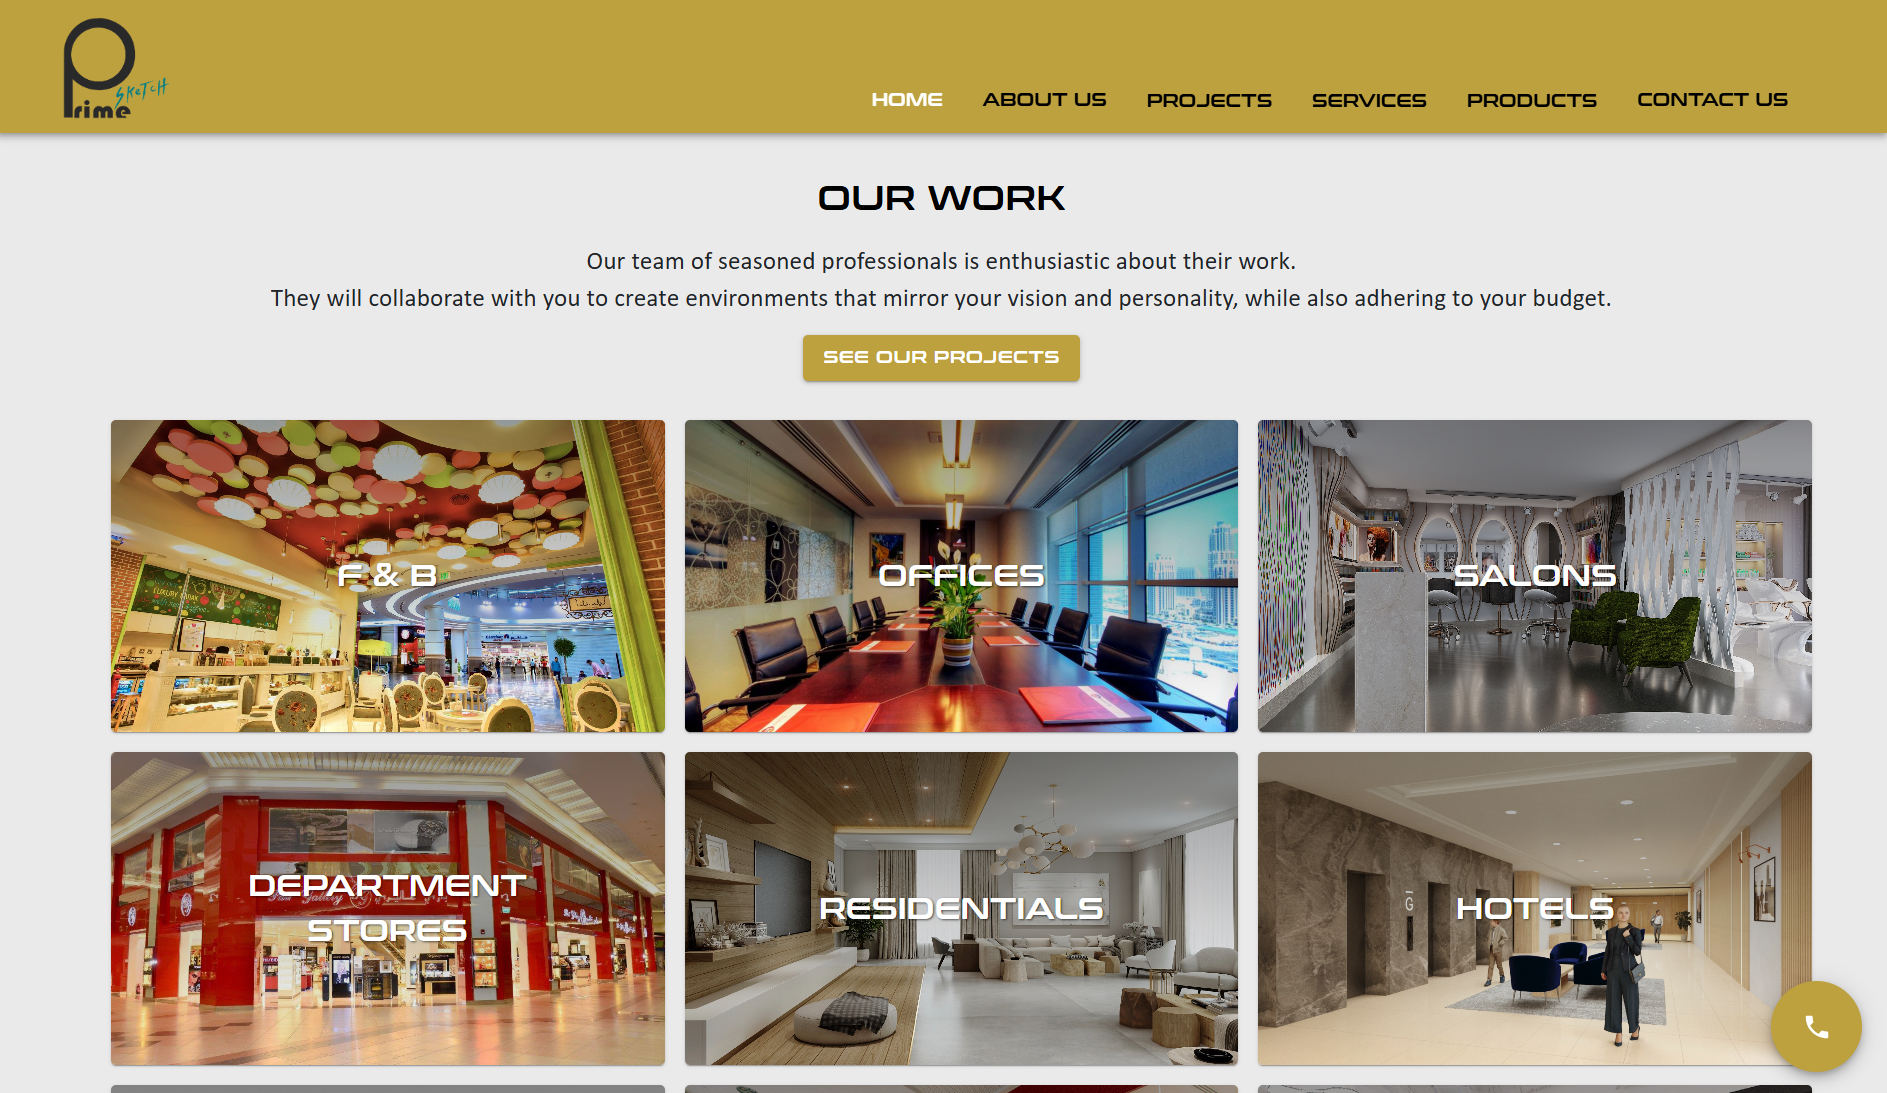 Prime
SKETCH
HOME
ABOUT US
PROJECTS
SERVICES
PRODUCTS
CONTACT US
OUR WORK
Our team of seasoned professionals is enthusiastic about their work.
They will collaborate with you to create environments that mirror your vision and personality, while also adhering to your budget.
SEE OUR PROJECTS
F & B
OFFICES
SALONS
DEPARTMENT
STORES
RESIDENTIALS
HOTELS
G